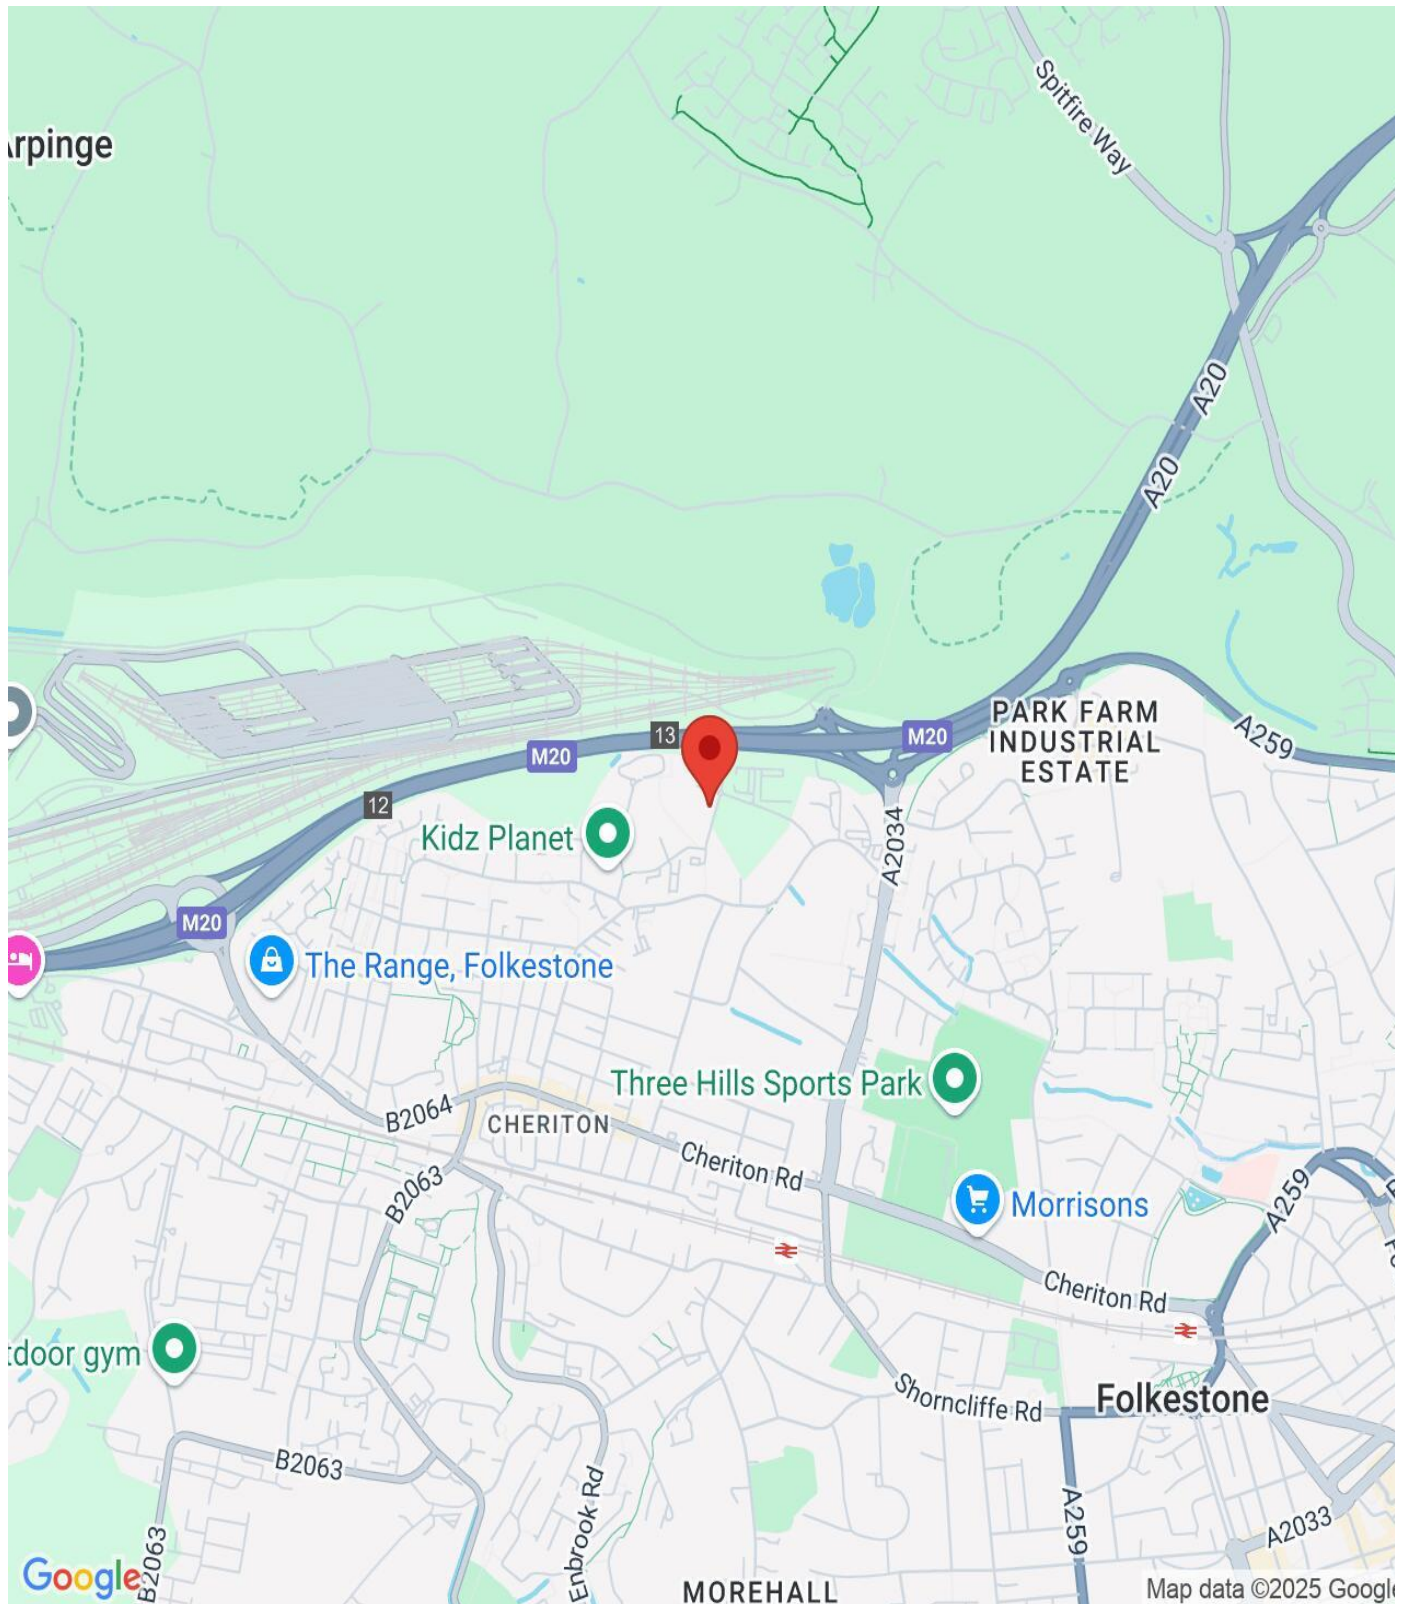 Spitfire Way
rpinge
A20
A20
PARK FARM
INDUSTRIAL
ESTATE
A259
13
M20
M20
12
Kidz Planet
A2034
M20
The Range, Folkestone
Three Hills Sports Park
B2064
CHERITON
Cheriton Rd
B2063
Morrisons
A259
Cheriton Rd
tdoor gym
Shorncliffe Rd
Folkestone
B2063
Enbrook Rd
A259
A2033
B2063
Google
MOREHALL
Map data ©2025 Google